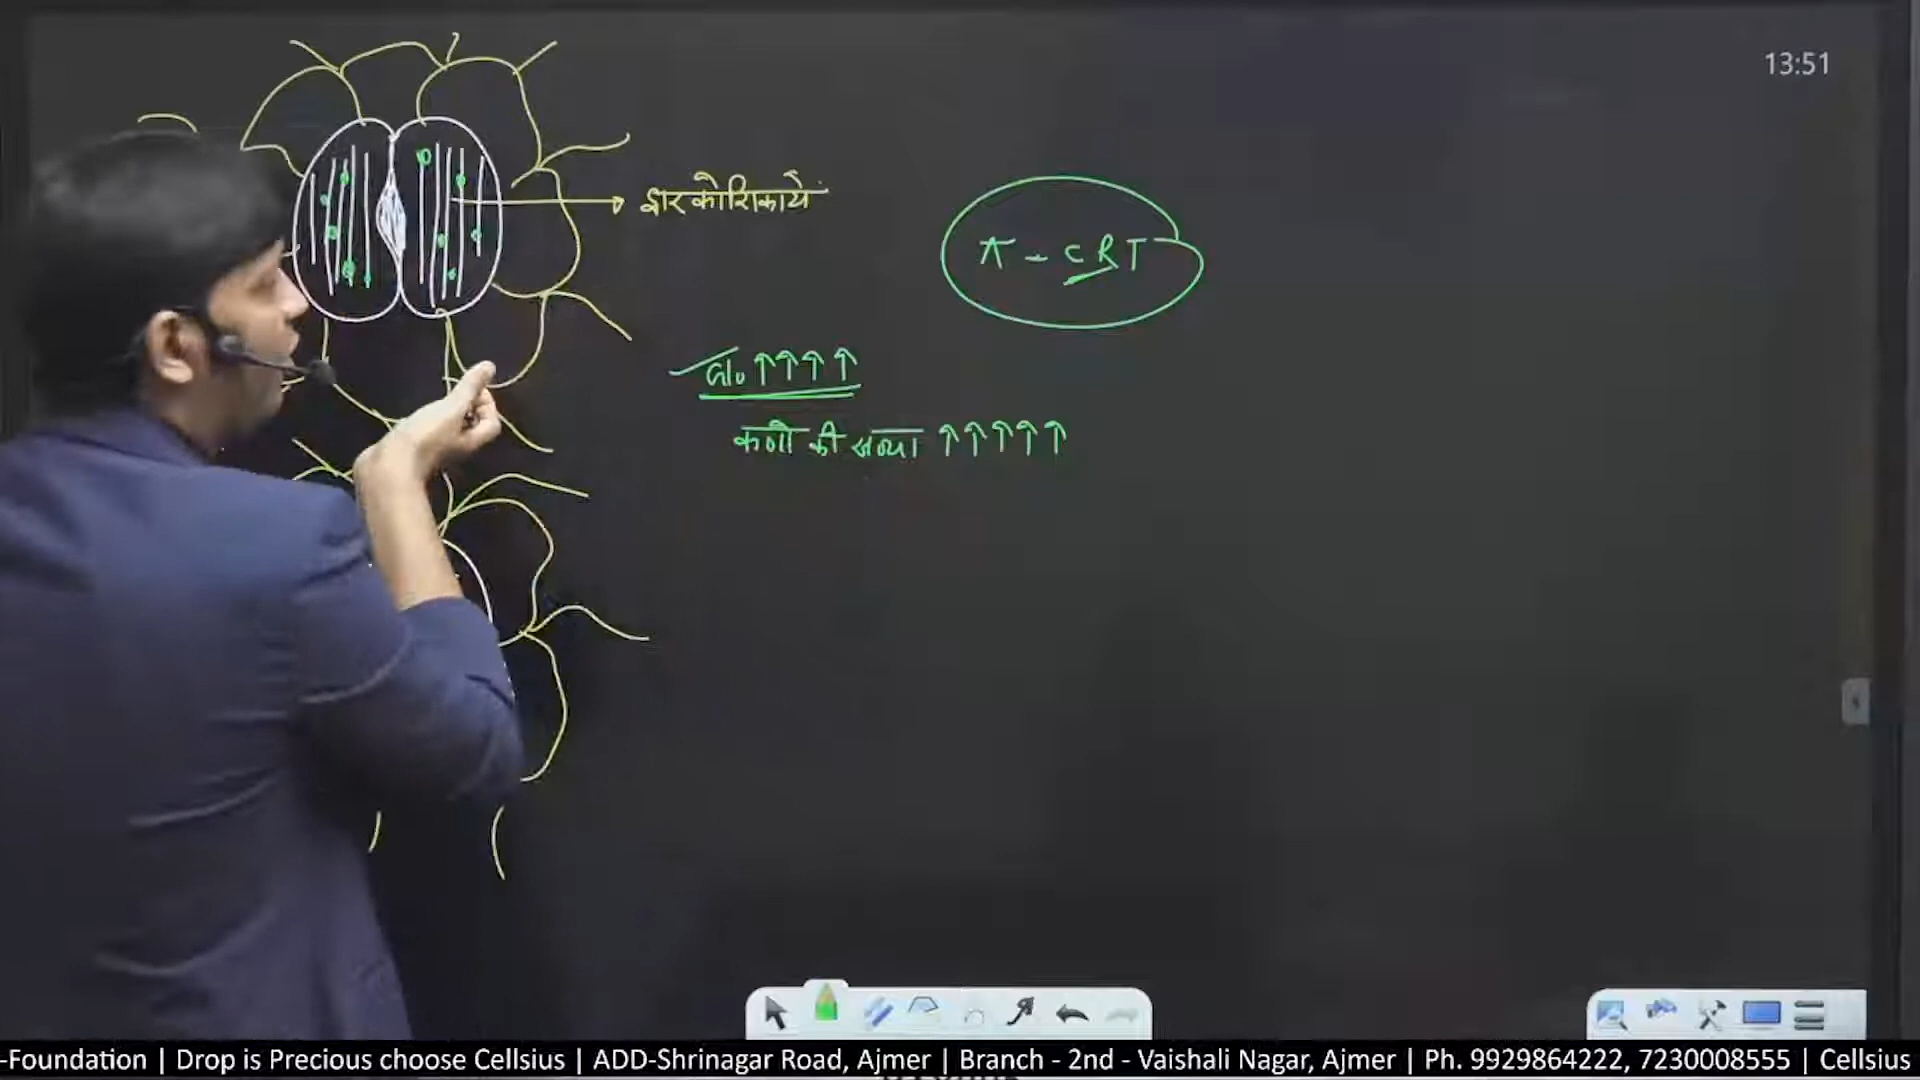 13:51
द्वार कोशिकायें
π = CRT
जल ↑↑↑↑
कणों की संख्या ↑↑↑↑↑
-Foundation | Drop is Precious choose Cellsius | ADD-Shrinagar Road, Ajmer | Branch - 2nd - Vaishali Nagar, Ajmer | Ph. 9929864222, 7230008555 | Cellsius